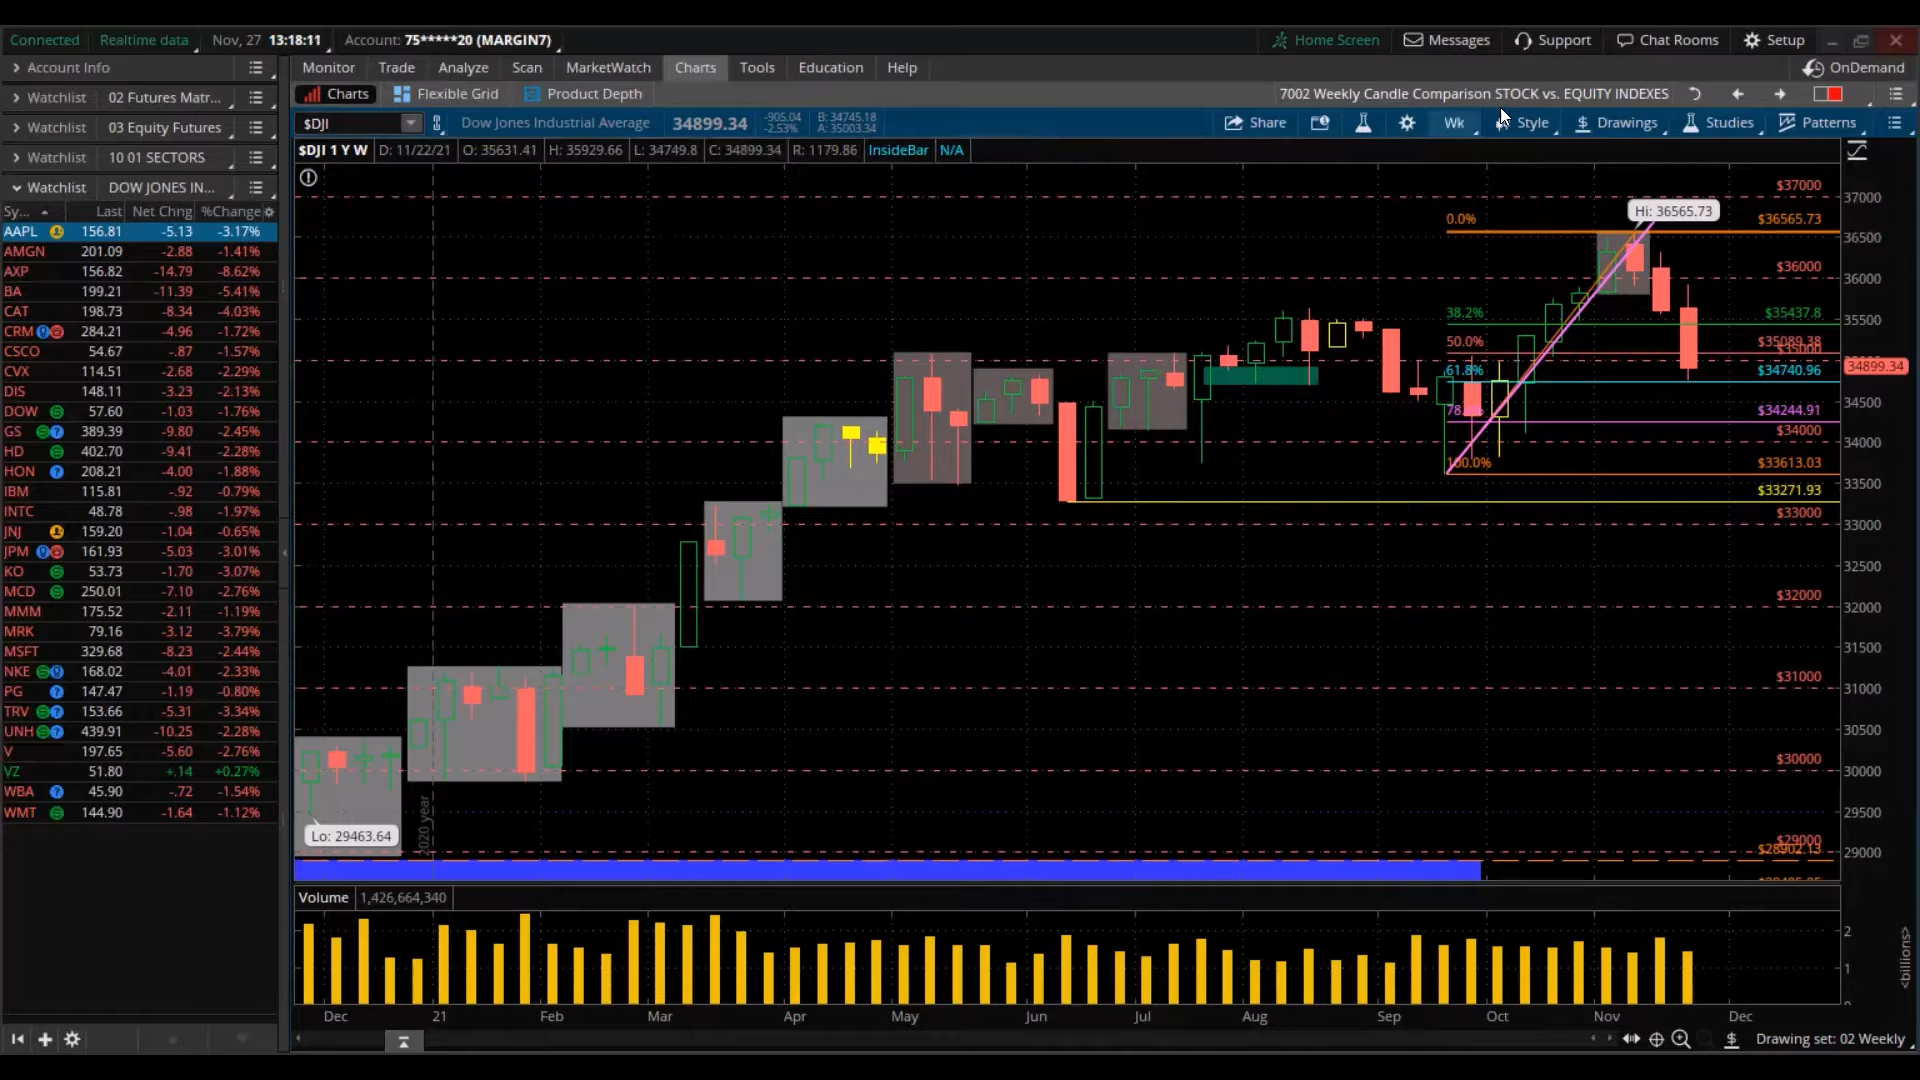 Connected Realtime data Nov, 27 13:18:11 Account: 75*****20 (MARGIN7) Home Screen Messages Support Chat Rooms Setup
Account Info Monitor Trade Analyze Scan MarketWatch Charts Tools Education Help OnDemand
Watchlist 02 Futures Matr... Charts Flexible Grid Product Depth 7002 Weekly Candle Comparison STOCK vs. EQUITY INDEXES
Watchlist 03 Equity Futures $DJI Dow Jones Industrial Average 34899.34 -905.04 -2.53% B: 34745.18 A: 35003.34 Share Wk Style Drawings Studies Patterns
Watchlist 10 01 SECTORS $DJI 1 Y W D: 11/22/21 O: 35631.41 H: 35929.66 L: 34749.8 C: 34899.34 R: 1179.86 InsideBar N/A
Watchlist DOW JONES IN...
Sy... Last Net Chng %Change
AAPL 156.81 -5.13 -3.17%
AMGN 201.09 -2.88 -1.41%
AXP 156.82 -14.79 -8.62%
BA 199.21 -11.39 -5.41%
CAT 198.73 -8.34 -4.03%
CRM 284.21 -4.96 -1.72%
CSCO 54.67 -.87 -1.57%
CVX 114.51 -2.68 -2.29%
DIS 148.11 -3.23 -2.13%
DOW 57.60 -1.03 -1.76%
GS 389.39 -9.80 -2.45%
HD 402.70 -9.41 -2.28%
HON 208.21 -4.00 -1.88%
IBM 115.81 -.92 -0.79%
INTC 48.78 -.98 -1.97%
JNJ 159.20 -1.04 -0.65%
JPM 161.93 -5.03 -3.01%
KO 53.73 -1.70 -3.07%
MCD 250.01 -7.10 -2.76%
MMM 175.52 -2.11 -1.19%
MRK 79.16 -3.12 -3.79%
MSFT 329.68 -8.23 -2.44%
NKE 168.02 -4.01 -2.33%
PG 147.47 -1.19 -0.80%
TRV 153.66 -5.31 -3.34%
UNH 439.91 -10.25 -2.28%
V 197.65 -5.60 -2.76%
VZ 51.80 +.14 +0.27%
WBA 45.90 -.72 -1.54%
WMT 144.90 -1.64 -1.12%
$37000 37000
Hi: 36565.73
0.0% $36565.73
36500
$36000 36000
38.2% $35437.8 35500
50.0% $35089.38
$35000
34899.34
61.8% $34740.96
34500
$34244.91
$34000 34000
100.0% $33613.03
33500
$33271.93
$33000 33000
32500
$32000 32000
31500
$31000 31000
30500
$30000 30000
29500
Lo: 29463.64
2020 year
$29000 29000
$28902.13
Volume 1,426,664,340
2
1
<billions>
Dec 21 Feb Mar Apr May Jun Jul Aug Sep Oct Nov Dec
Drawing set: 02 Weekly